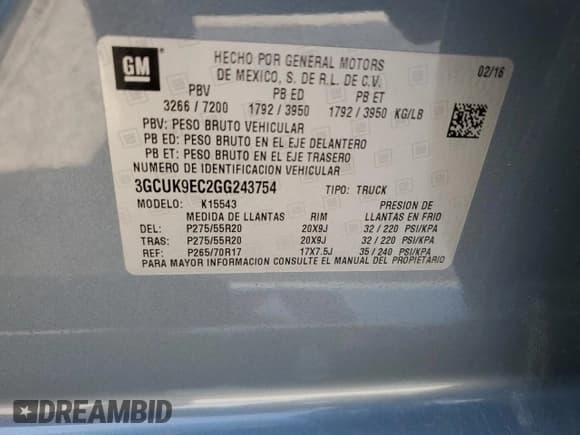 GM
HECHO POR GENERAL MOTORS
DE MEXICO, S. DE R.L. DE C.V.
02/16
PBV PB ED PB ET
3266 / 7200 1792 / 3950 1792 / 3950 KG/LB
PBV: PESO BRUTO VEHICULAR
PB ED: PESO BRUTO EN EL EJE DELANTERO
PB ET: PESO BRUTO EN EL EJE TRASERO
NUMERO DE IDENTIFICACION VEHICULAR
3GCUK9EC2GG243754 TIPO: TRUCK
MODELO: K15543 PRESION DE
MEDIDA DE LLANTAS RIM LLANTAS EN FRIO
DEL: P275/55R20 20X9J 32 / 220 PSI/KPA
TRAS: P275/55R20 20X9J 32 / 220 PSI/KPA
REF: P265/70R17 17X7.5J 35 / 240 PSI/KPA
PARA MAYOR INFORMACION CONSULTE EL MANUAL DEL PROPIETARIO
DREAMBID